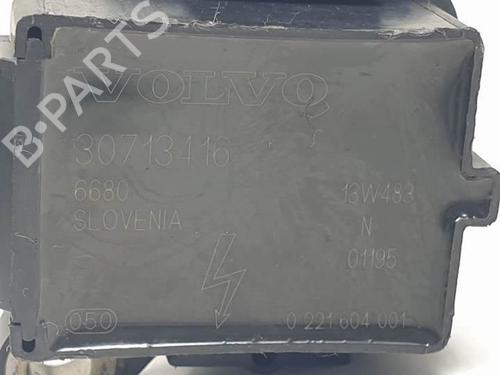 VOLVO
30713416
6680
SLOVENIA
13W483
N
01195
050
0 221 604 001
B-PARTS